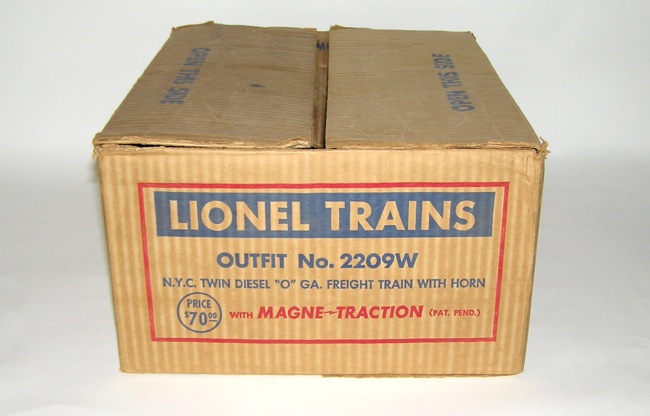 OPEN THIS SIDE
OPEN THIS SIDE
LIONEL TRAINS
OUTFIT No. 2209W
N.Y.C. TWIN DIESEL "O" GA. FREIGHT TRAIN WITH HORN
PRICE
$70.00
WITH MAGNE-TRACTION (PAT. PEND.)